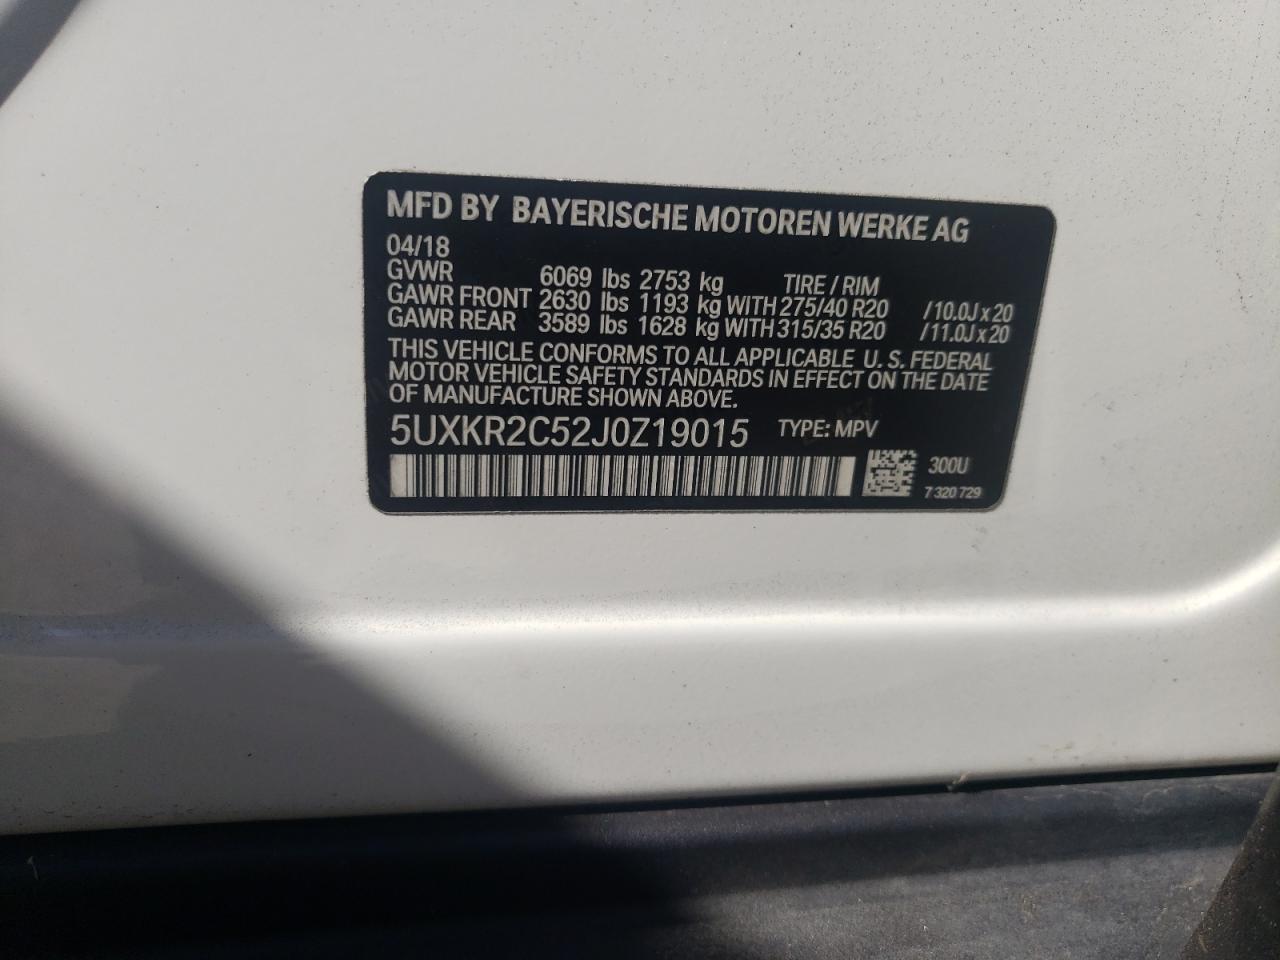 MFD BY BAYERISCHE MOTOREN WERKE AG
04/18
GVWR 6069 lbs 2753 kg TIRE / RIM
GAWR FRONT 2630 lbs 1193 kg WITH 275/40 R20 /10.0J x 20
GAWR REAR 3589 lbs 1628 kg WITH 315/35 R20 /11.0J x 20
THIS VEHICLE CONFORMS TO ALL APPLICABLE U. S. FEDERAL
MOTOR VEHICLE SAFETY STANDARDS IN EFFECT ON THE DATE
OF MANUFACTURE SHOWN ABOVE.
5UXKR2C52J0Z19015 TYPE: MPV
300U
7 320 729